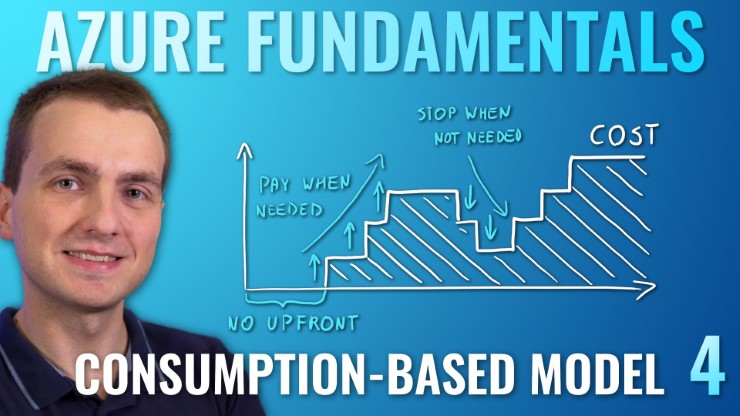 AZURE FUNDAMENTALS
STOP WHEN
NOT NEEDED
COST
PAY WHEN
NEEDED
NO UPFRONT
CONSUMPTION-BASED MODEL 4